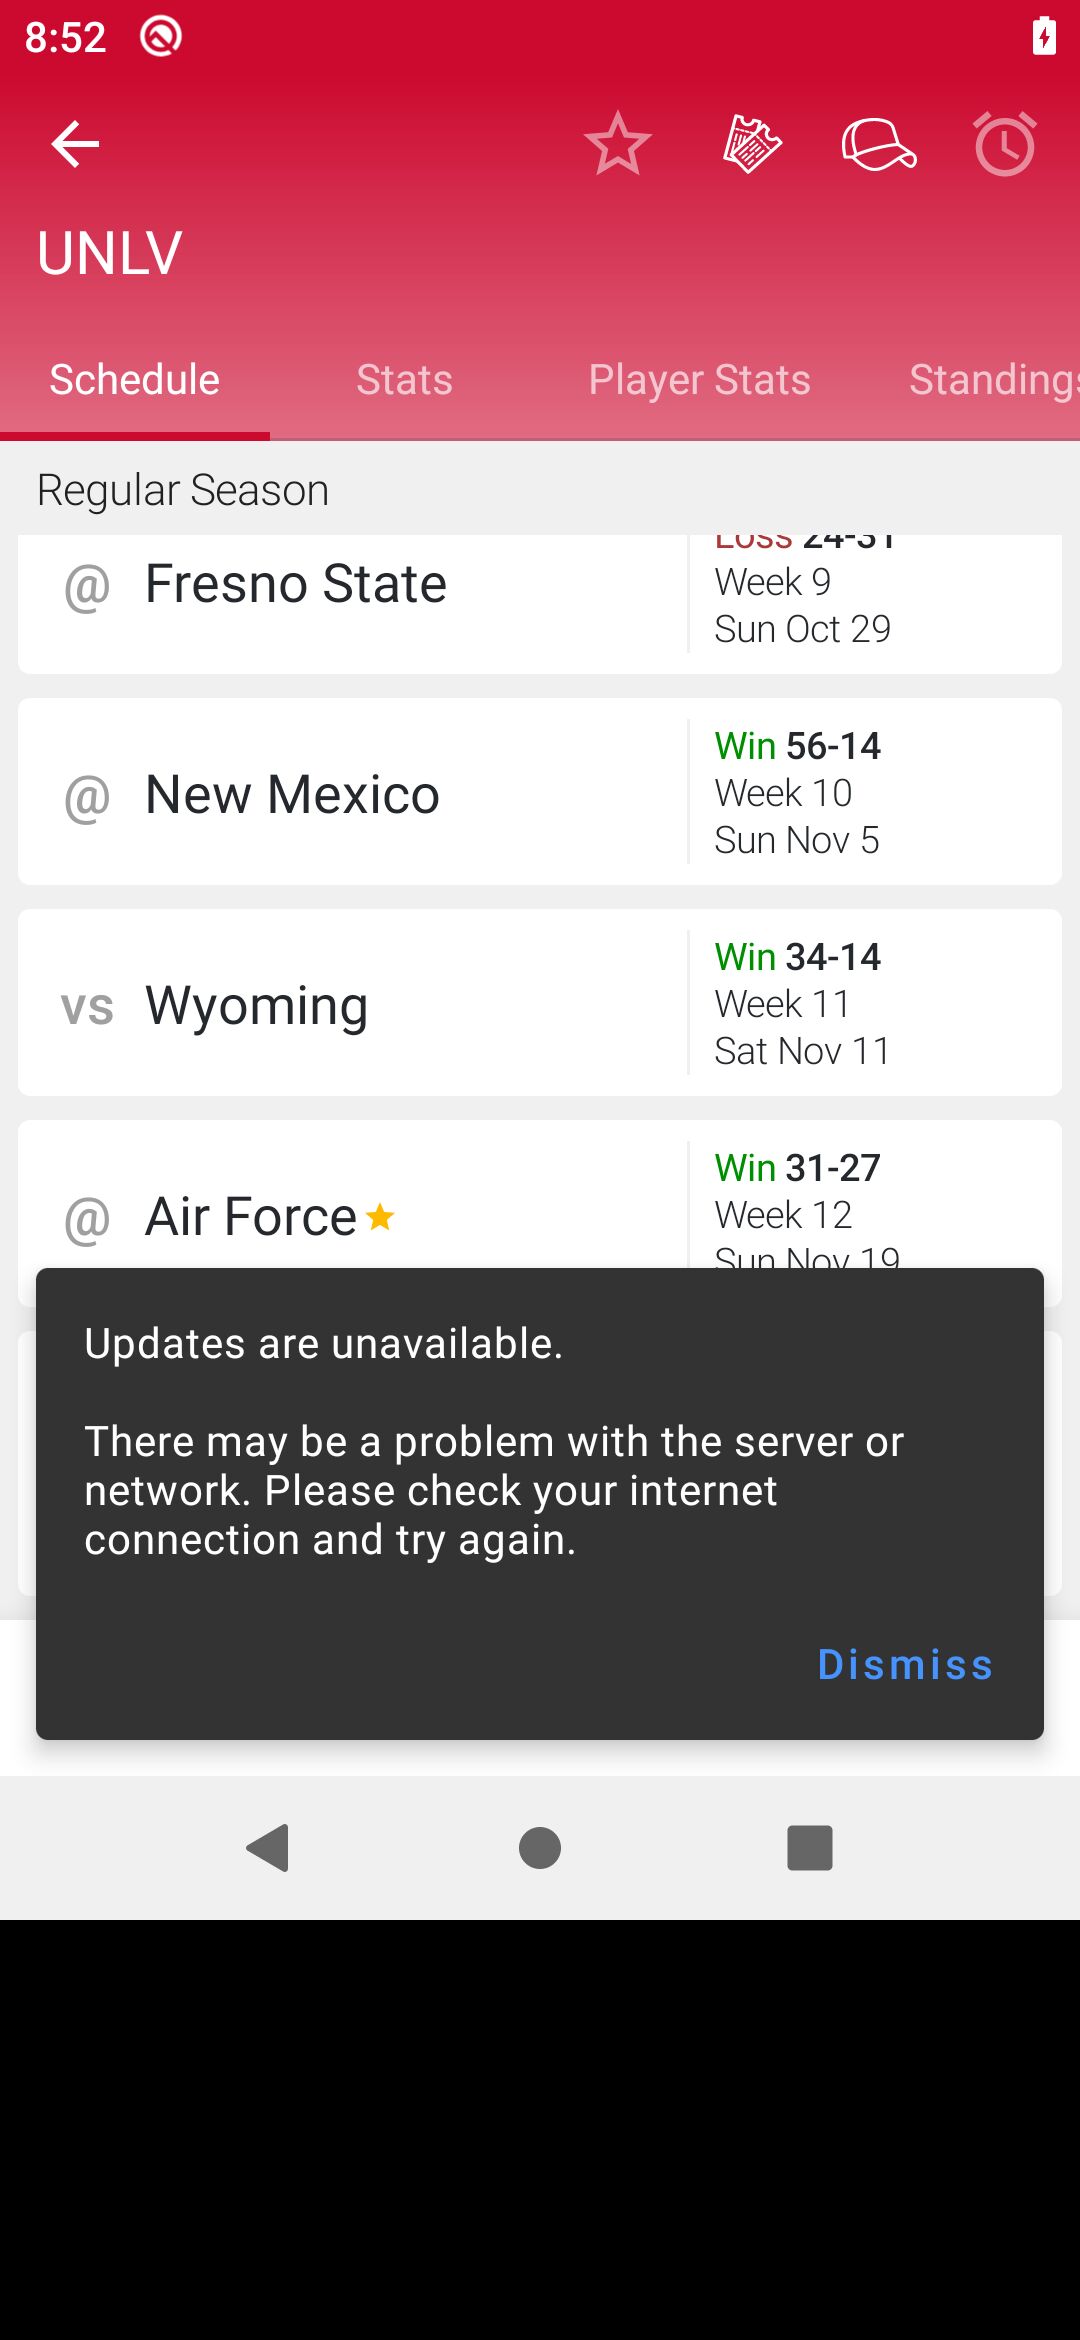 8:52
UNLV
Schedule Stats Player Stats Standings
Regular Season
Loss 24-31
@ Fresno State
Week 9
Sun Oct 29
Win 56-14
@ New Mexico
Week 10
Sun Nov 5
Win 34-14
vs Wyoming
Week 11
Sat Nov 11
Win 31-27
@ Air Force
Week 12
Sun Nov 19
Updates are unavailable.
There may be a problem with the server or
network. Please check your internet
connection and try again.
Dismiss